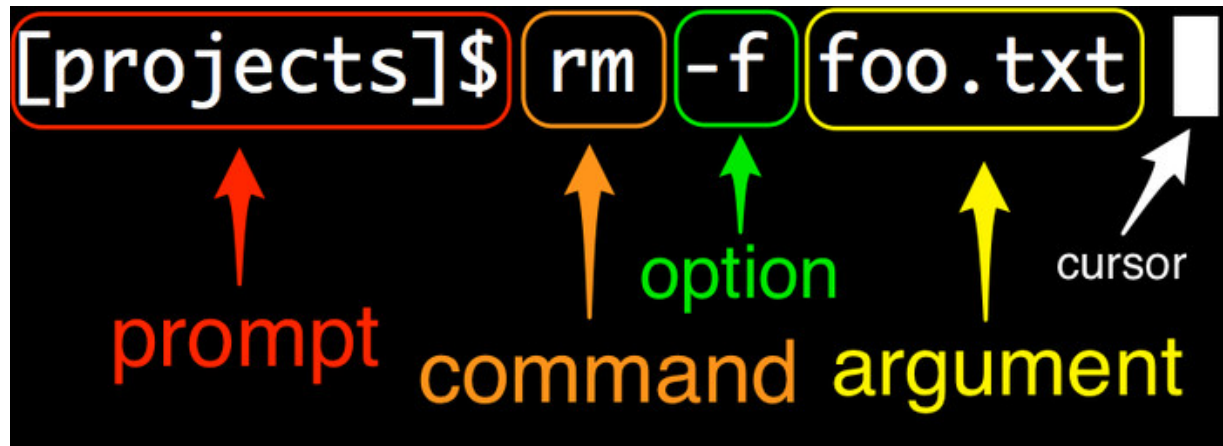 [projects]$ rm -f foo.txt
option
cursor
prompt
command
argument